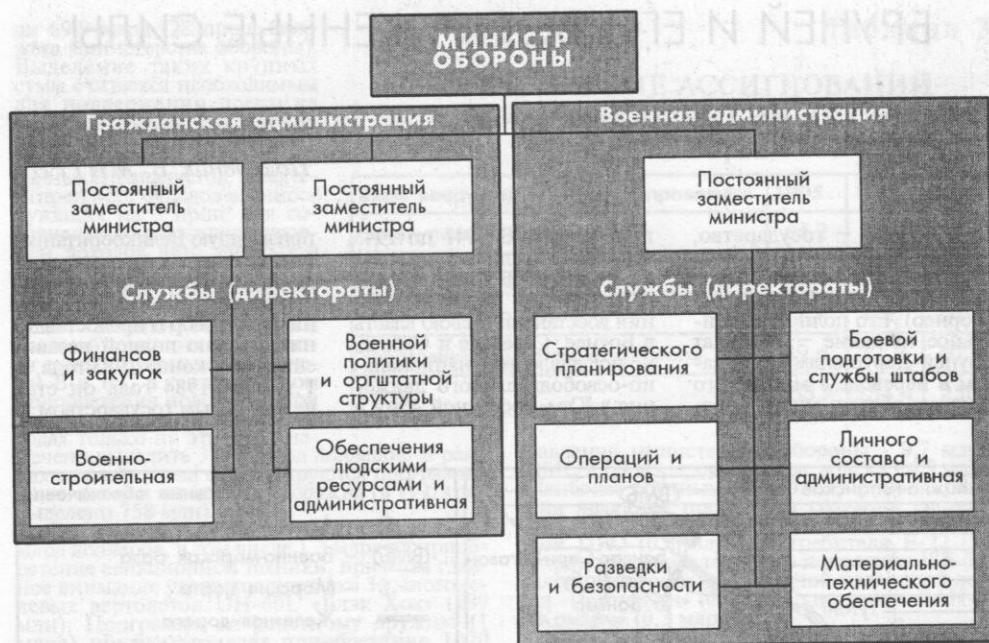 МИНИСТР
ОБОРОНЫ
Гражданская администрация
Постоянный
заместитель
министра
Постоянный
заместитель
министра
Службы (директораты)
Финансов
и закупок
Военной
политики
и оргштатной
структуры
Военно-
строительная
Обеспечения
людскими
ресурсами и
административная
Военная администрация
Постоянный
заместитель
министра
Службы (директораты)
Стратегического
планирования
Боевой
подготовки и
службы штабов
Операций и
планов
Личного
состава и
административная
Разведки
и безопасности
Материально-
технического
обеспечения